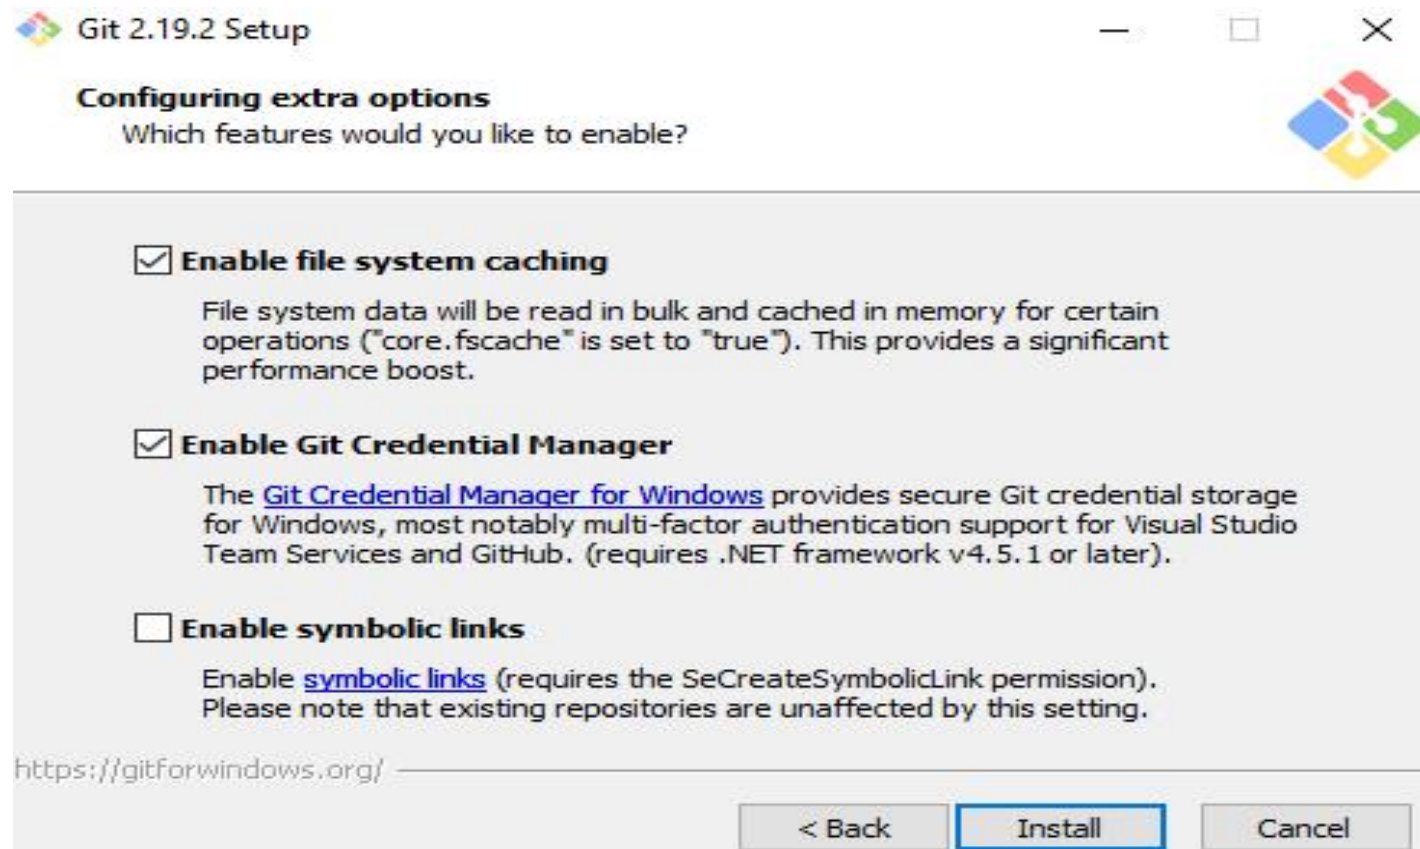 Git 2.19.2 Setup
Configuring extra options
Which features would you like to enable?
Enable file system caching
File system data will be read in bulk and cached in memory for certain
operations ("core.fscache" is set to "true"). This provides a significant
performance boost.
Enable Git Credential Manager
The Git Credential Manager for Windows provides secure Git credential storage
for Windows, most notably multi-factor authentication support for Visual Studio
Team Services and GitHub. (requires .NET framework v4.5.1 or later).
Enable symbolic links
Enable symbolic links (requires the SeCreateSymbolicLink permission).
Please note that existing repositories are unaffected by this setting.
https://gitforwindows.org/
< Back Install Cancel